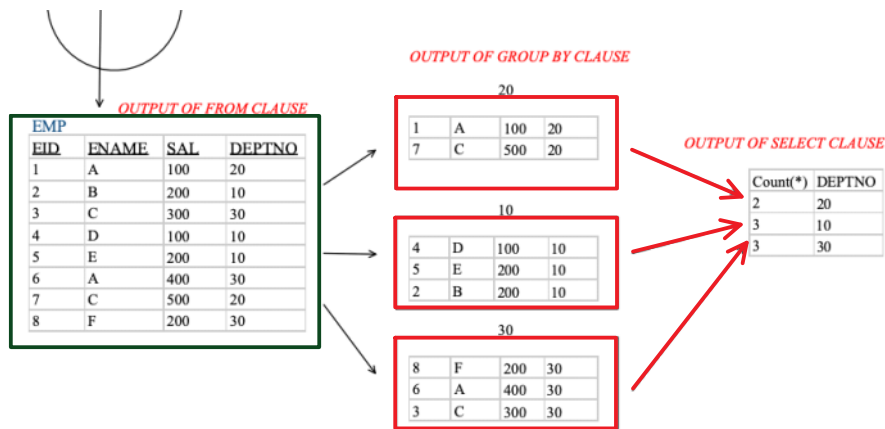 OUTPUT OF FROM CLAUSE
EMP
EID ENAME SAL DEPTNO
1 A 100 20
2 B 200 10
3 C 300 30
4 D 100 10
5 E 200 10
6 A 400 30
7 C 500 20
8 F 200 30
OUTPUT OF GROUP BY CLAUSE
20
1 A 100 20
7 C 500 20
10
4 D 100 10
5 E 200 10
2 B 200 10
30
8 F 200 30
6 A 400 30
3 C 300 30
OUTPUT OF SELECT CLAUSE
Count(*) DEPTNO
2 20
3 10
3 30